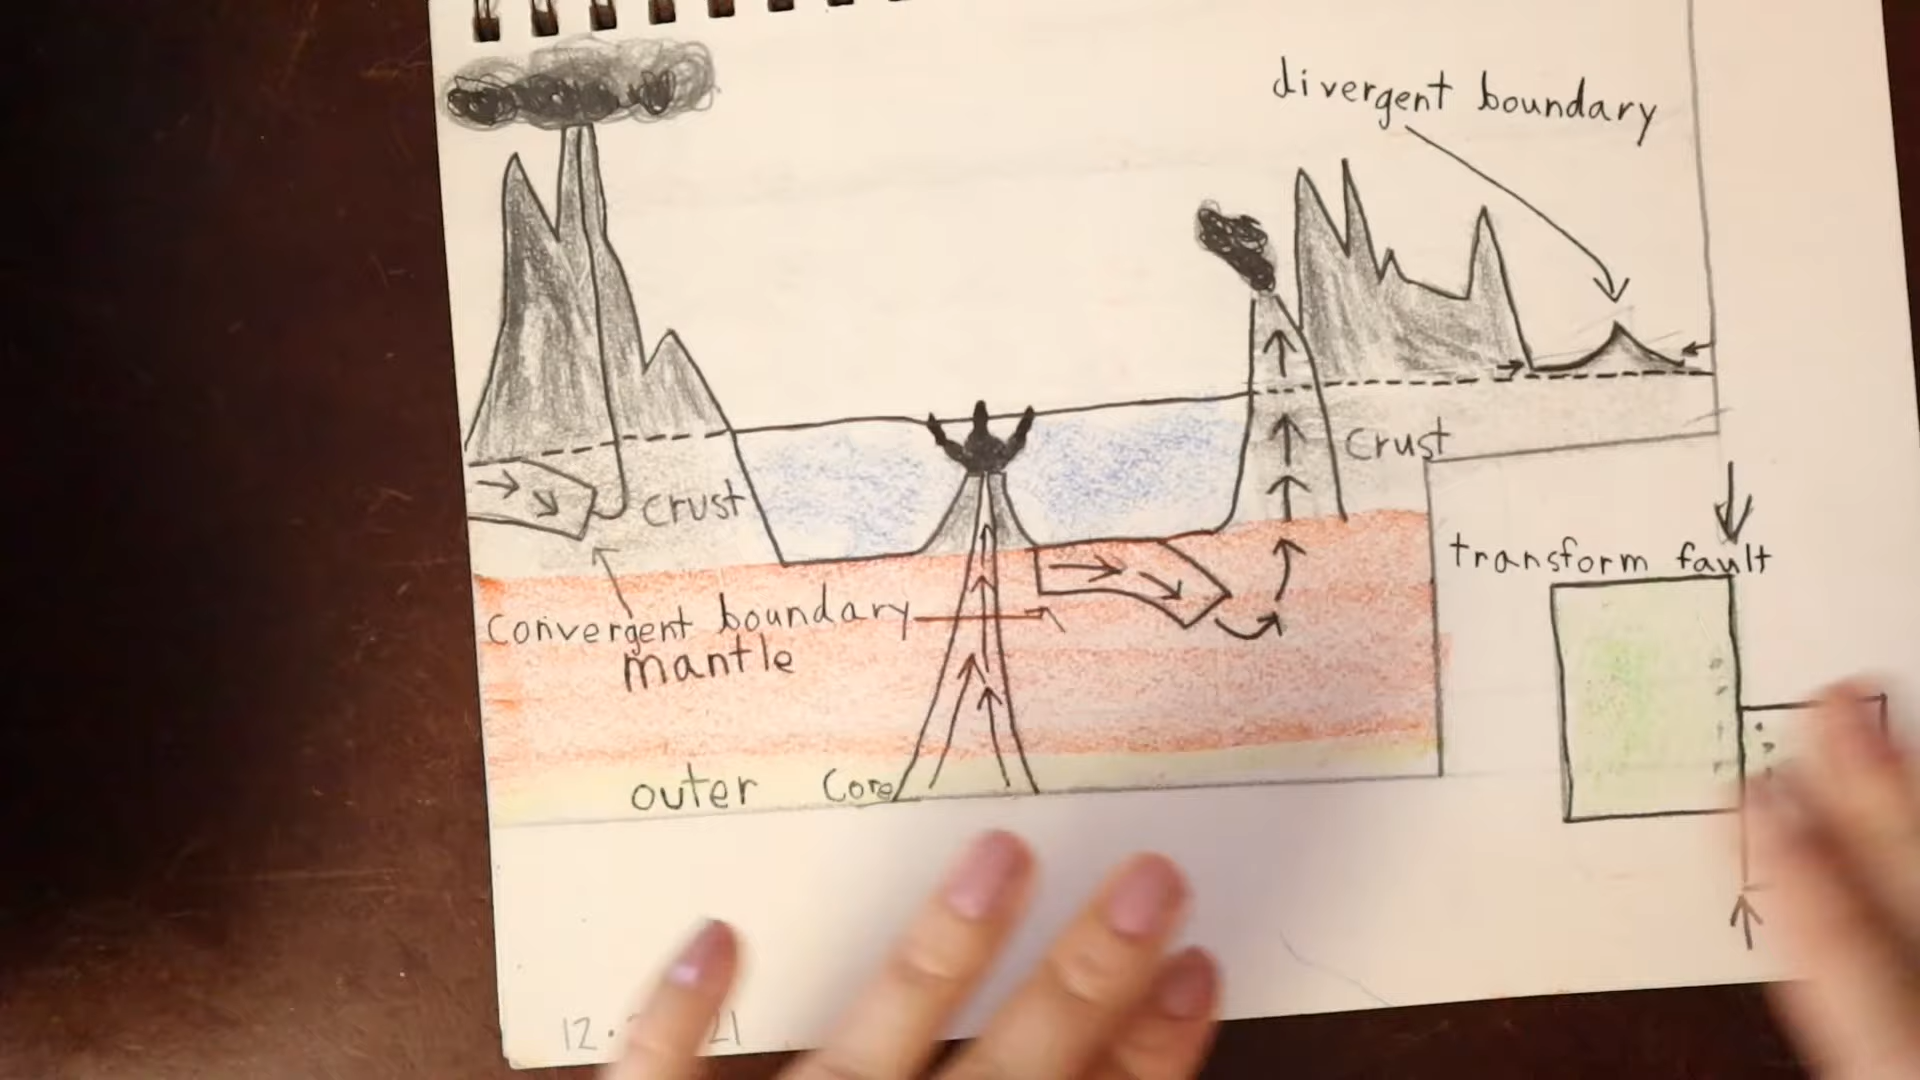 divergent boundary
crust
crust
transform fault
convergent boundary
mantle
outer core